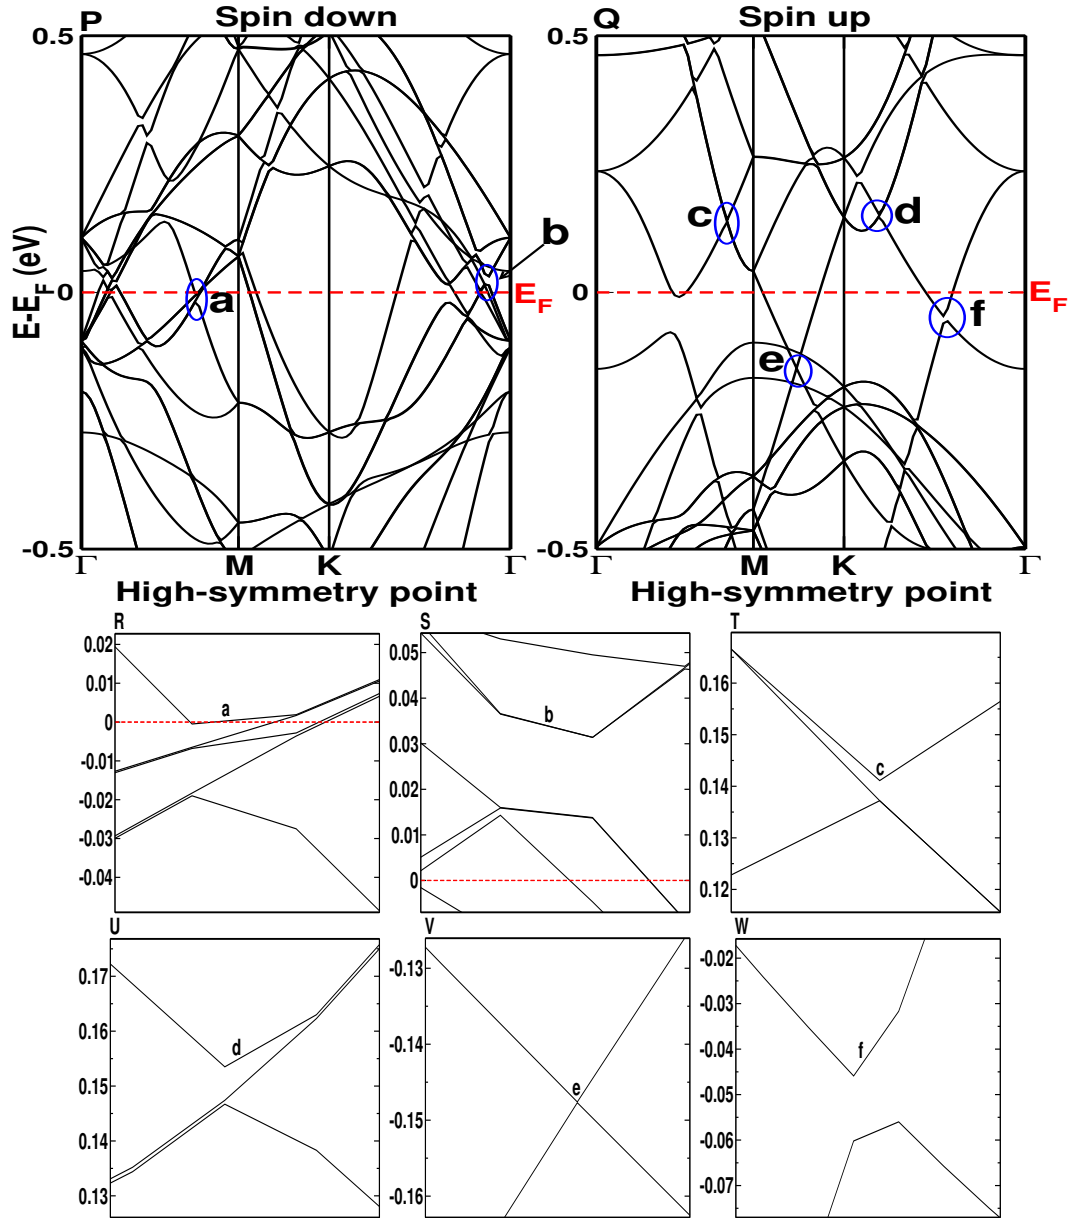 P Spin down Q Spin up
0.5 0.5
E-E_F (eV)
a b c d e f
0 E_F 0 E_F
-0.5 -0.5
Γ M K Γ Γ M K Γ
High-symmetry point High-symmetry point
R S T
0.02
0.01
0
-0.01
-0.02
-0.03
-0.04
a
0.05
0.04
0.03
0.02
0.01
0
b
0.16
0.15
0.14
0.13
0.12
c
U V W
0.17
0.16
0.15
0.14
0.13
d
-0.13
-0.14
-0.15
-0.16
e
-0.02
-0.03
-0.04
-0.05
-0.06
-0.07
f